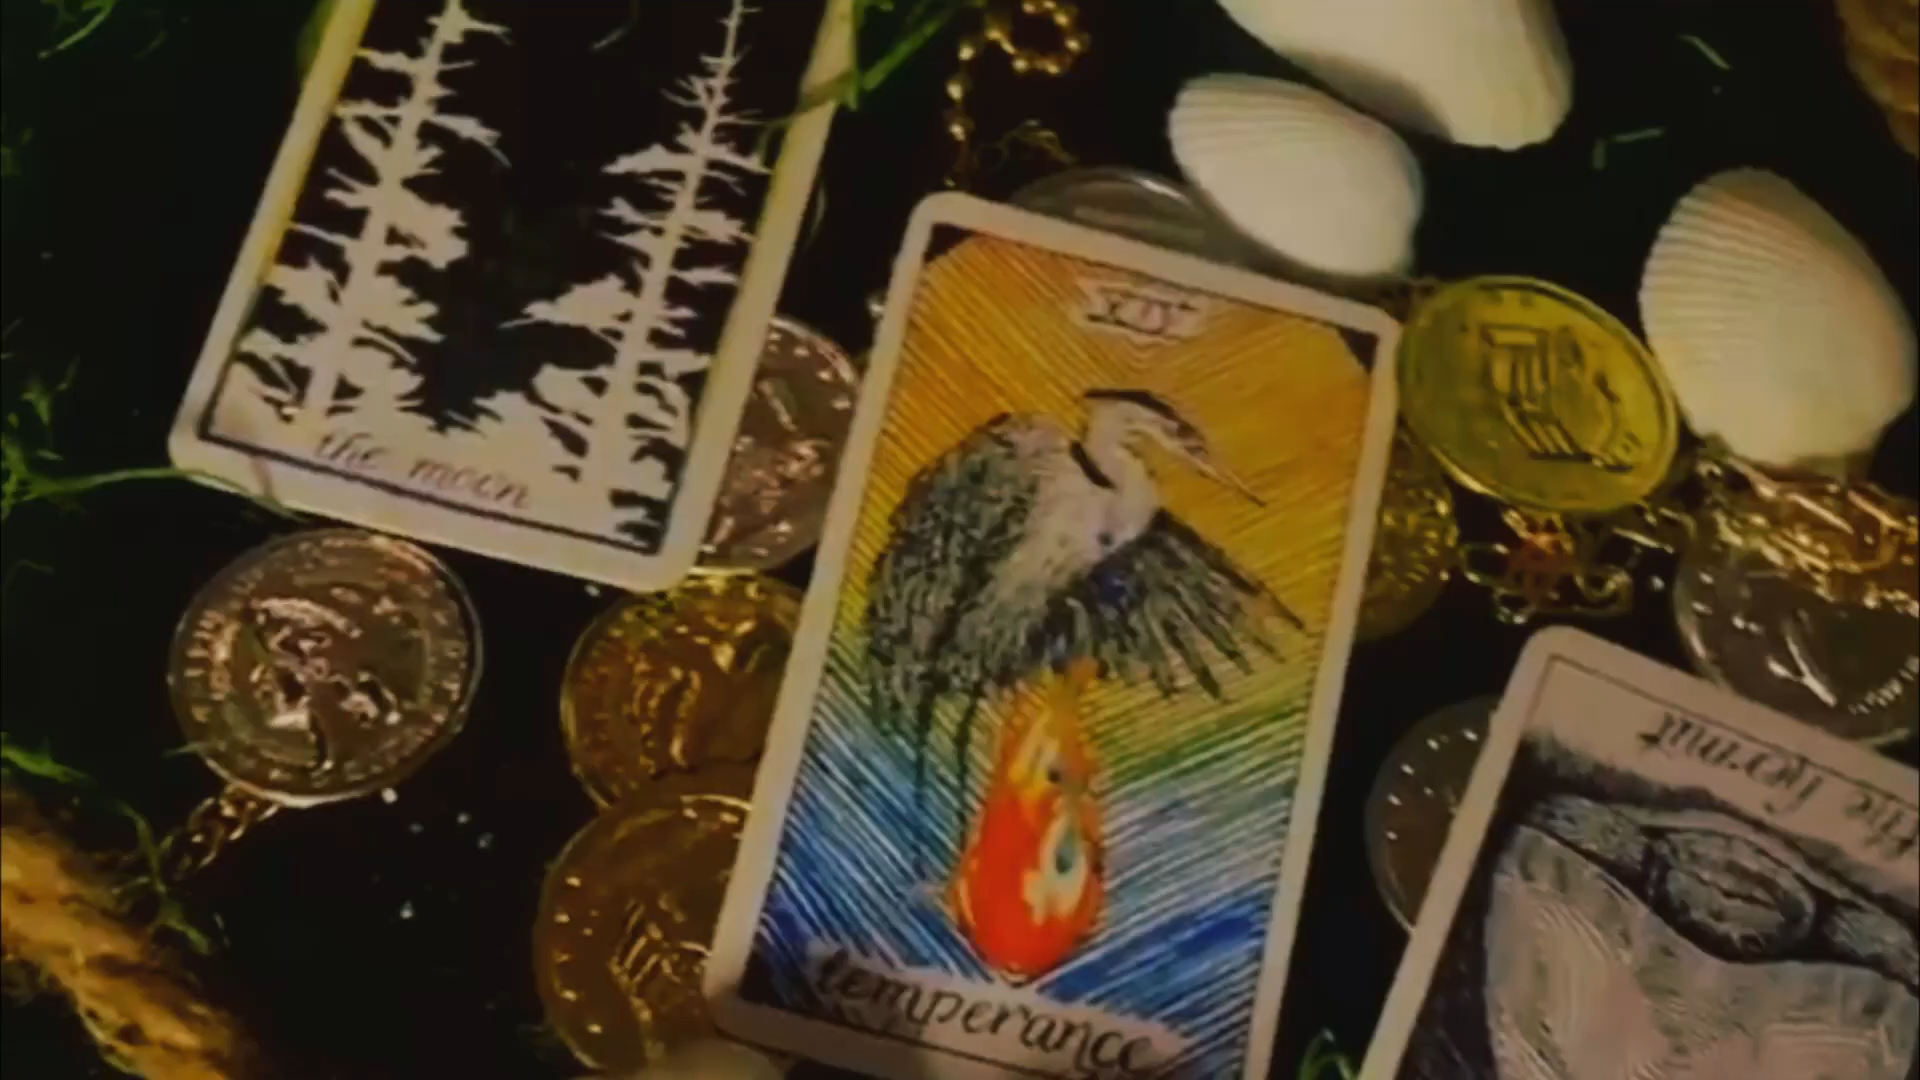 the moon
XIV
temperance
the hermit